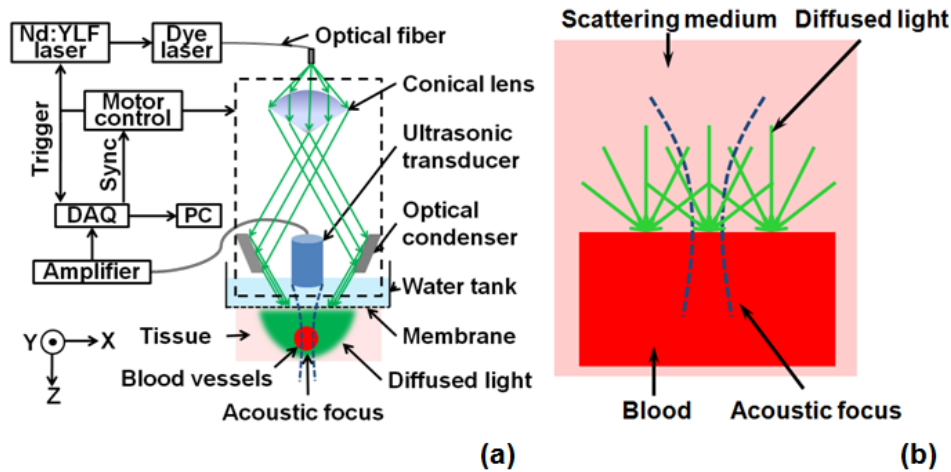 Nd:YLF
laser
Dye
laser
Optical fiber
Conical lens
Motor
control
Trigger
Sync
Ultrasonic
transducer
DAQ
PC
Optical
condenser
Amplifier
Water tank
Y
X
Z
Tissue
Membrane
Blood vessels
Diffused light
Acoustic focus
(a)
Scattering medium
Diffused light
Blood
Acoustic focus
(b)